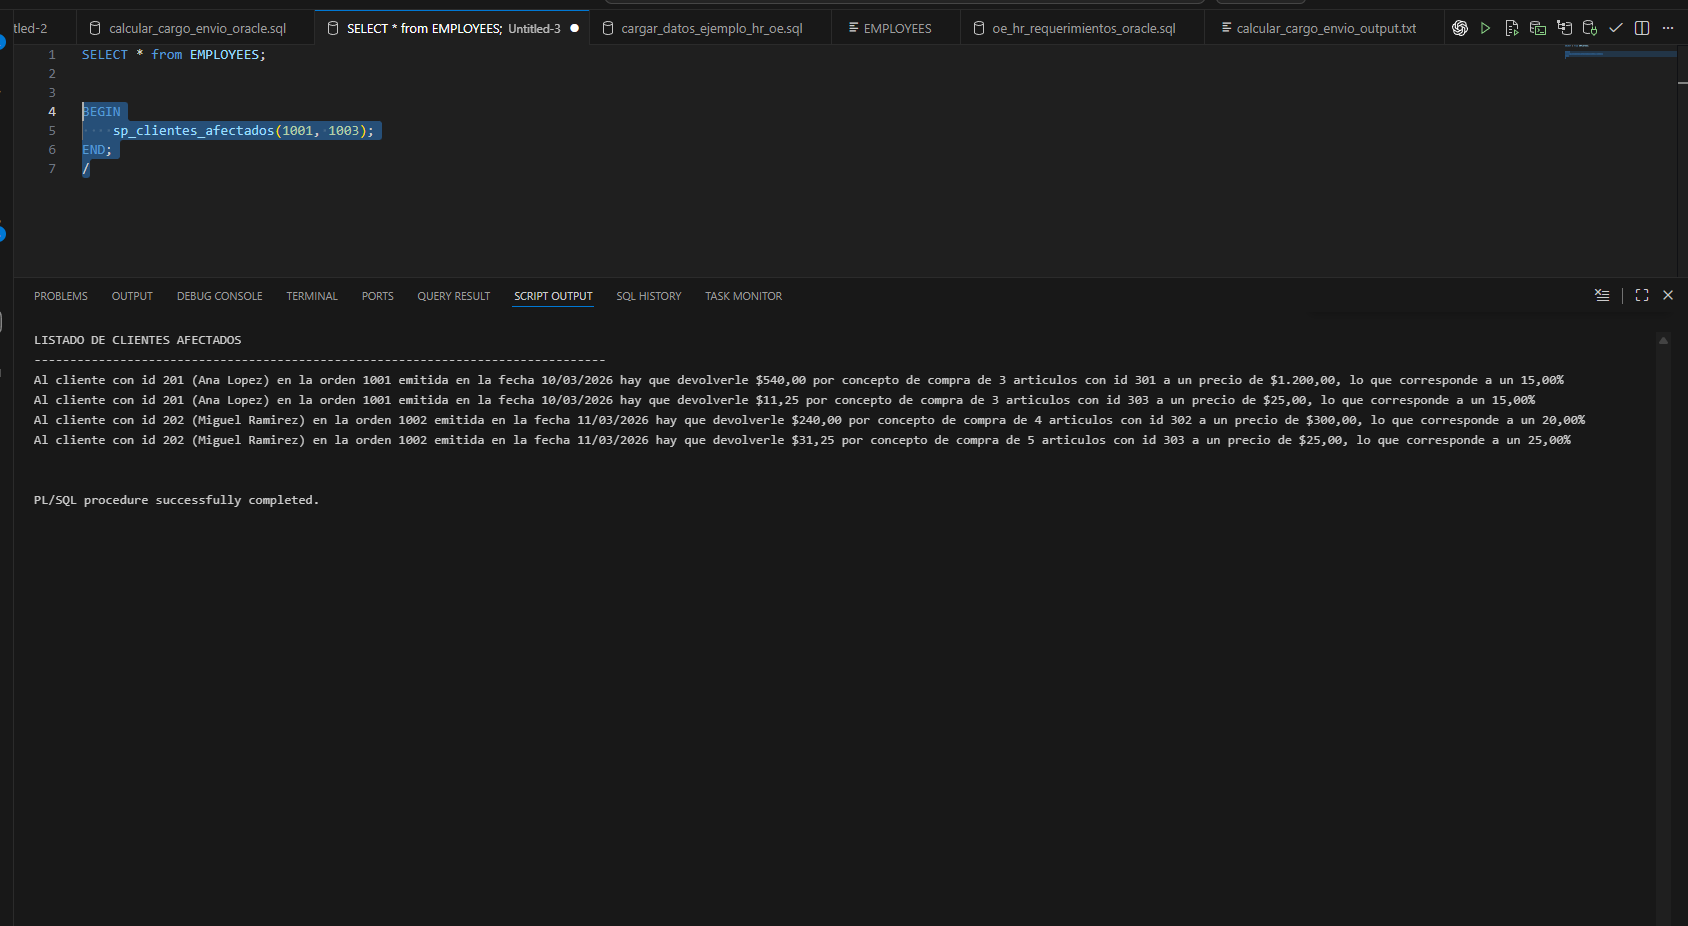 tled-2 calcular_cargo_envio_oracle.sql SELECT * from EMPLOYEES; Untitled-3 cargar_datos_ejemplo_hr_oe.sql EMPLOYEES oe_hr_requerimientos_oracle.sql calcular_cargo_envio_output.txt
1 SELECT * from EMPLOYEES;
2
3
4 BEGIN
5 sp_clientes_afectados(1001, 1003);
6 END;
7 /
PROBLEMS OUTPUT DEBUG CONSOLE TERMINAL PORTS QUERY RESULT SCRIPT OUTPUT SQL HISTORY TASK MONITOR
LISTADO DE CLIENTES AFECTADOS
--------------------------------------------------------------------------------
Al cliente con id 201 (Ana Lopez) en la orden 1001 emitida en la fecha 10/03/2026 hay que devolverle $540,00 por concepto de compra de 3 articulos con id 301 a un precio de $1.200,00, lo que corresponde a un 15,00%
Al cliente con id 201 (Ana Lopez) en la orden 1001 emitida en la fecha 10/03/2026 hay que devolverle $11,25 por concepto de compra de 3 articulos con id 303 a un precio de $25,00, lo que corresponde a un 15,00%
Al cliente con id 202 (Miguel Ramirez) en la orden 1002 emitida en la fecha 11/03/2026 hay que devolverle $240,00 por concepto de compra de 4 articulos con id 302 a un precio de $300,00, lo que corresponde a un 20,00%
Al cliente con id 202 (Miguel Ramirez) en la orden 1002 emitida en la fecha 11/03/2026 hay que devolverle $31,25 por concepto de compra de 5 articulos con id 303 a un precio de $25,00, lo que corresponde a un 25,00%
PL/SQL procedure successfully completed.